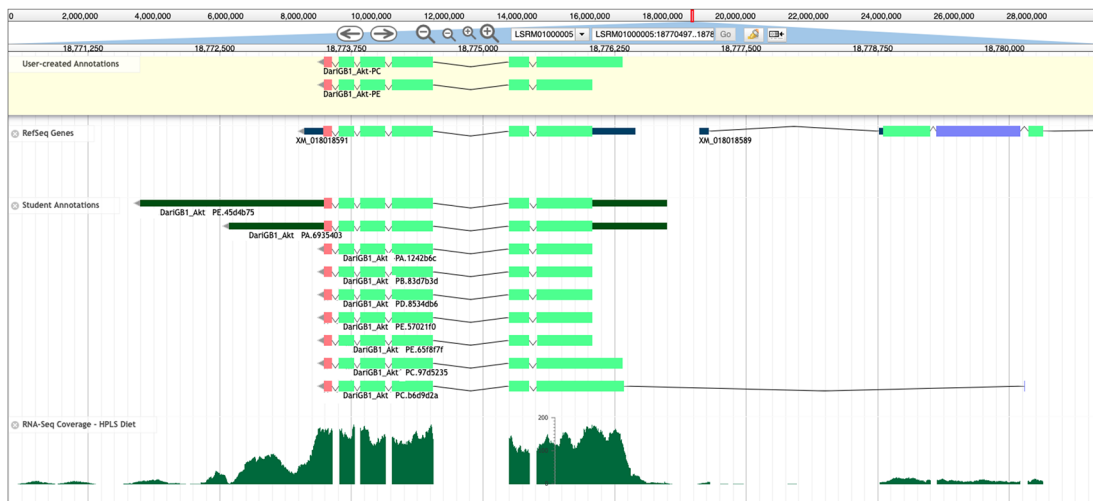 0 2,000,000 4,000,000 6,000,000 8,000,000 10,000,000 12,000,000 14,000,000 16,000,000 18,000,000 20,000,000 22,000,000 24,000,000 26,000,000 28,000,000
LSRM01000005 LSRM01000005:18770497..1878 Go
18,771,250 18,772,500 18,773,750 18,775,000 18,776,250 18,777,500 18,778,750 18,780,000
User-created Annotations
DariGB1_Akt-PC
DariGB1_Akt-PE
RefSeq Genes
XM_018018591 XM_018018589
Student Annotations
DariGB1_Akt PE.45d4b75
DariGB1_Akt PA.6935403
DariGB1_Akt PA.1242b6c
DariGB1_Akt PB.83d7b3d
DariGB1_Akt PD.8534db6
DariGB1_Akt PE.57021f0
DariGB1_Akt PE.65f8f7f
DariGB1_Akt PC.97d5235
DariGB1_Akt PC.b6d9d2a
RNA-Seq Coverage - HPLS Diet
200
0